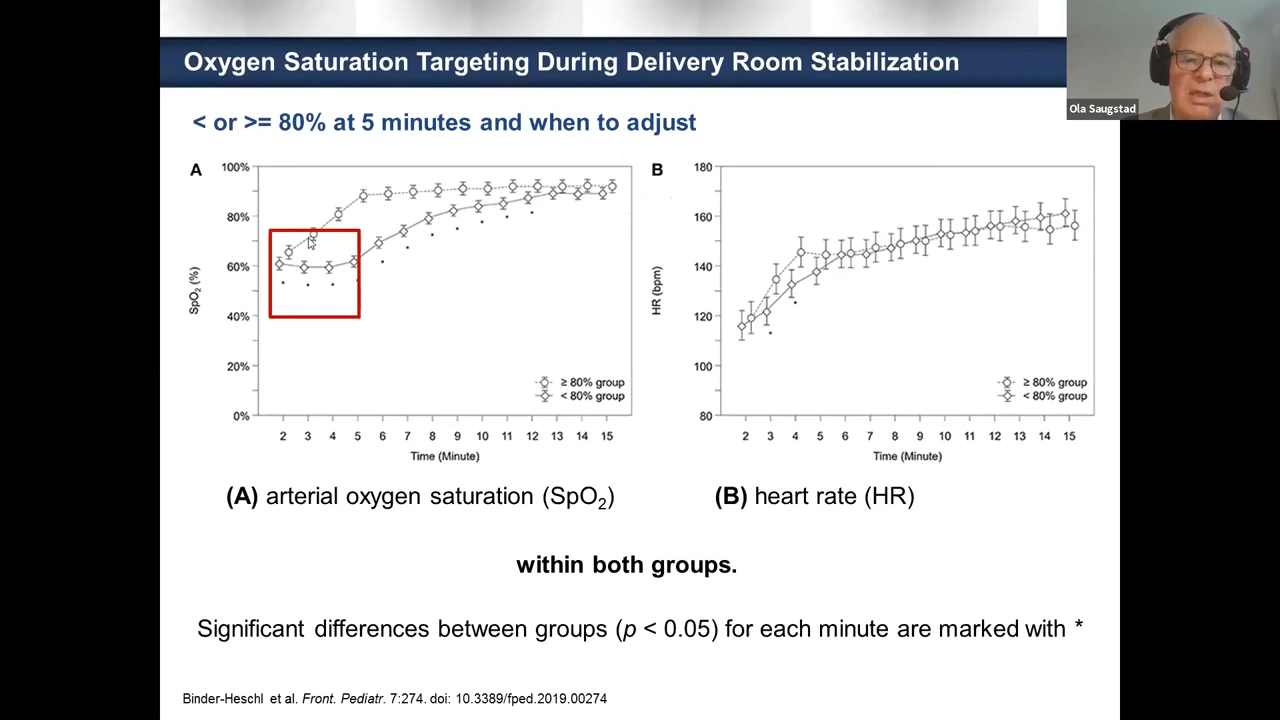 Oxygen Saturation Targeting During Delivery Room Stabilization
Ola Saugstad
< or >= 80% at 5 minutes and when to adjust
A
100%
80%
60%
40%
20%
0%
SpO2 (%)
≥ 80% group
< 80% group
2 3 4 5 6 7 8 9 10 11 12 13 14 15
Time (Minute)
B
180
160
140
120
100
80
HR (bpm)
≥ 80% group
< 80% group
2 3 4 5 6 7 8 9 10 11 12 13 14 15
Time (Minute)
(A) arterial oxygen saturation (SpO2)
(B) heart rate (HR)
within both groups.
Significant differences between groups (p < 0.05) for each minute are marked with *
Binder-Heschl et al. Front. Pediatr. 7:274. doi: 10.3389/fped.2019.00274